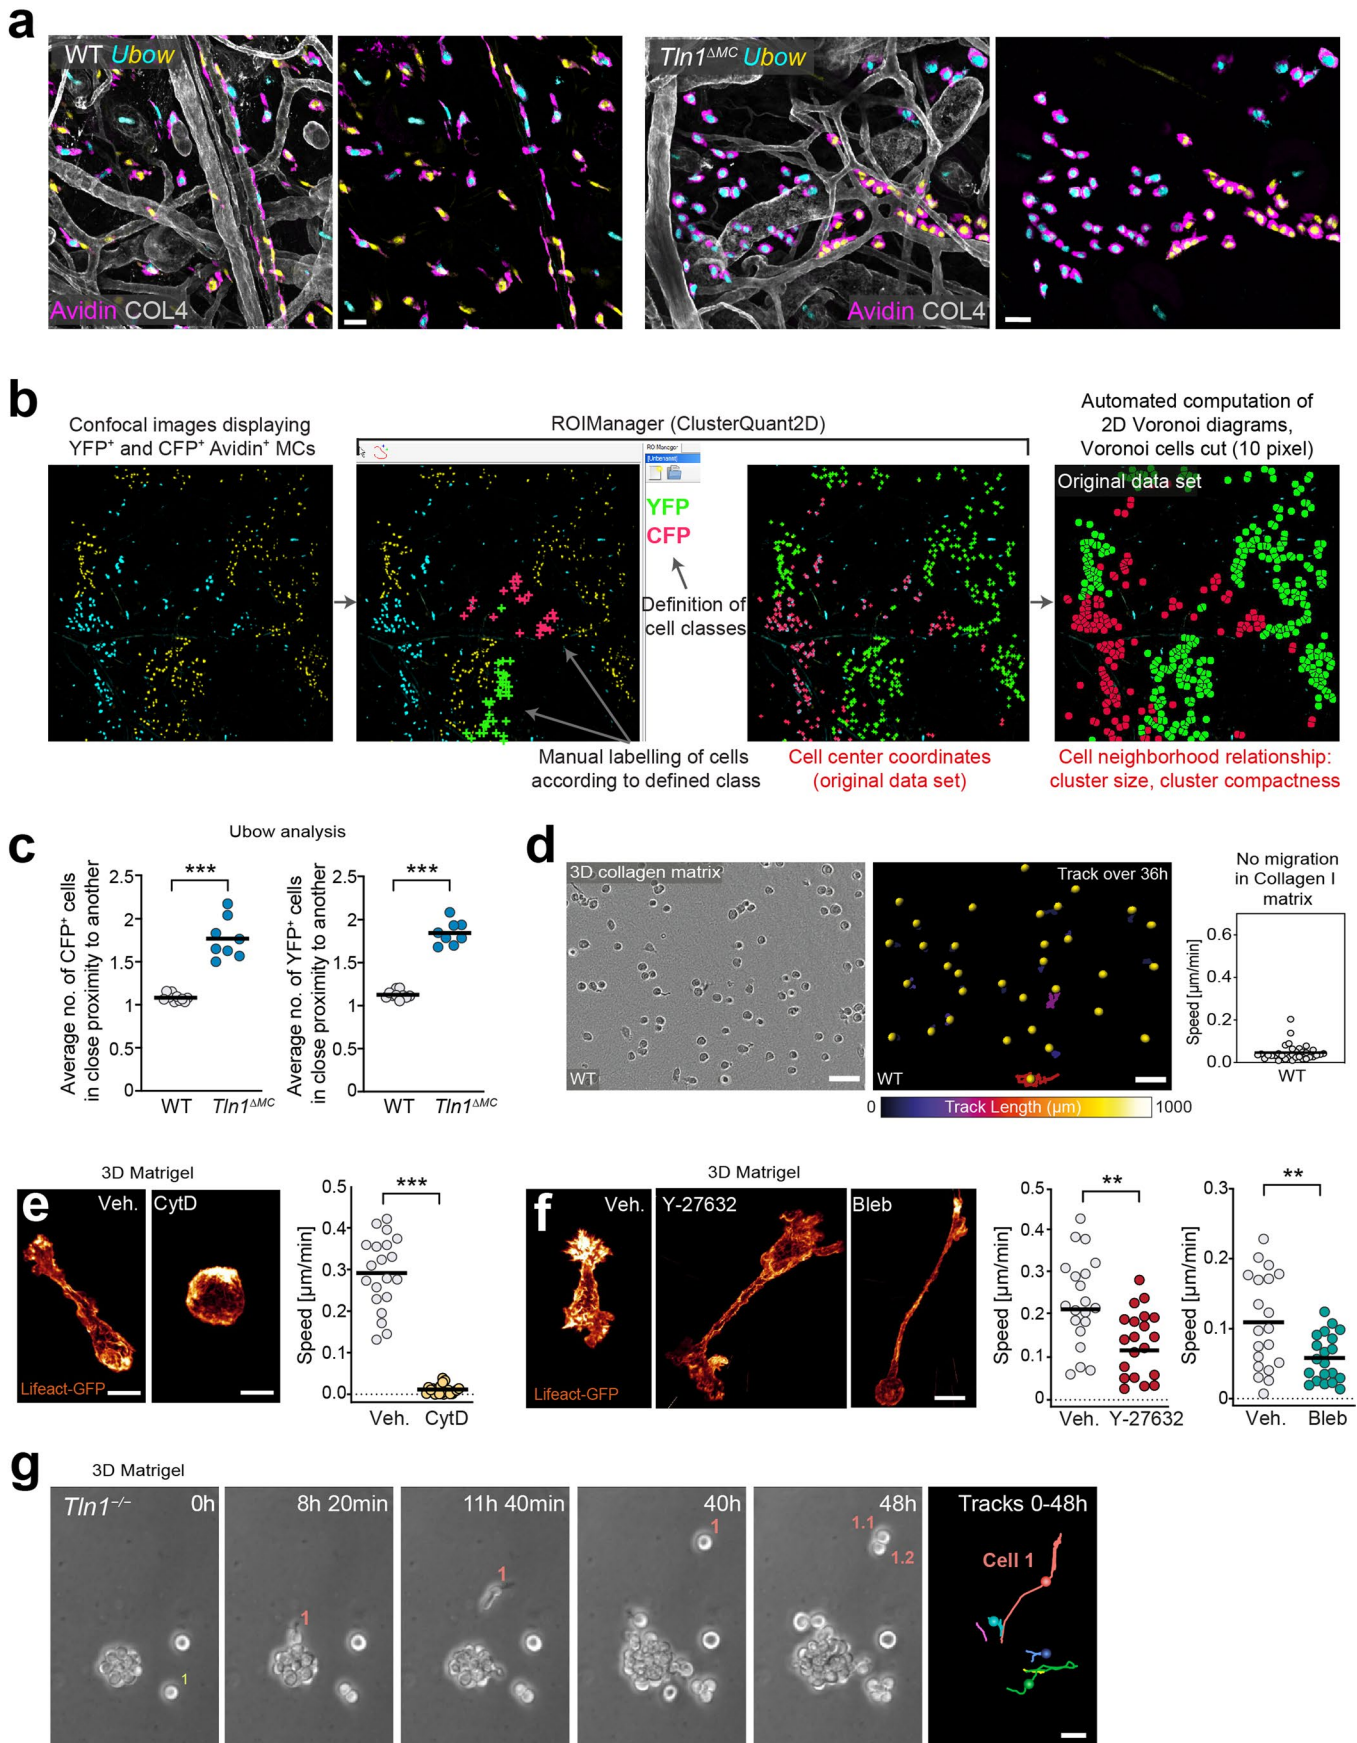 a
WT Ubow
Avidin COL4
Tln1ΔMC Ubow
Avidin COL4
b
Confocal images displaying
YFP+ and CFP+ Avidin+ MCs
ROIManager (ClusterQuant2D)
Automated computation of
2D Voronoi diagrams,
Voronoi cells cut (10 pixel)
ROI Manager
[Unbenannt]
YFP
CFP
Definition of
cell classes
Original data set
Manual labelling of cells
according to defined class
Cell center coordinates
(original data set)
Cell neighborhood relationship:
cluster size, cluster compactness
c
Ubow analysis
Average no. of CFP+ cells
in close proximity to another
2.5
2
1.5
1
0.5
0
***
WT
Tln1ΔMC
Average no. of YFP+ cells
in close proximity to another
2.5
2
1.5
1
0.5
0
***
WT
Tln1ΔMC
d
3D collagen matrix
WT
Track over 36h
WT
0
Track Length (µm)
1000
No migration
in Collagen I
matrix
Speed [µm/min]
0.6
0.4
0.2
0.0
WT
e
3D Matrigel
Veh.
Lifeact-GFP
CytD
Speed [µm/min]
0.5
0.4
0.3
0.2
0.1
0.0
***
Veh.
CytD
f
3D Matrigel
Veh.
Lifeact-GFP
Y-27632
Bleb
Speed [µm/min]
0.5
0.4
0.3
0.2
0.1
0
**
Veh.
Y-27632
Speed [µm/min]
0.3
0.2
0.1
0
**
Veh.
Bleb
g
3D Matrigel
Tln1−/−
0h
1
8h 20min
1
11h 40min
1
40h
1
48h
1.1
1.2
Tracks 0-48h
Cell 1